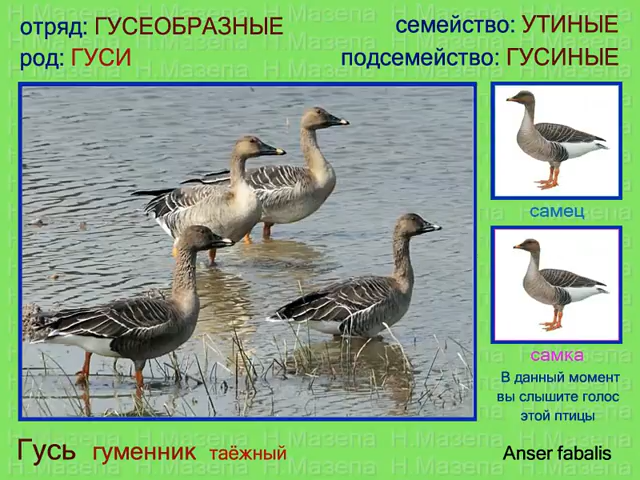 отряд: ГУСЕОБРАЗНЫЕ
семейство: УТИНЫЕ
род: ГУСИ
подсемейство: ГУСИНЫЕ
самец
самка
В данный момент
вы слышите голос
этой птицы
Гусь гуменник таёжный
Anser fabalis
Н.Мазепа